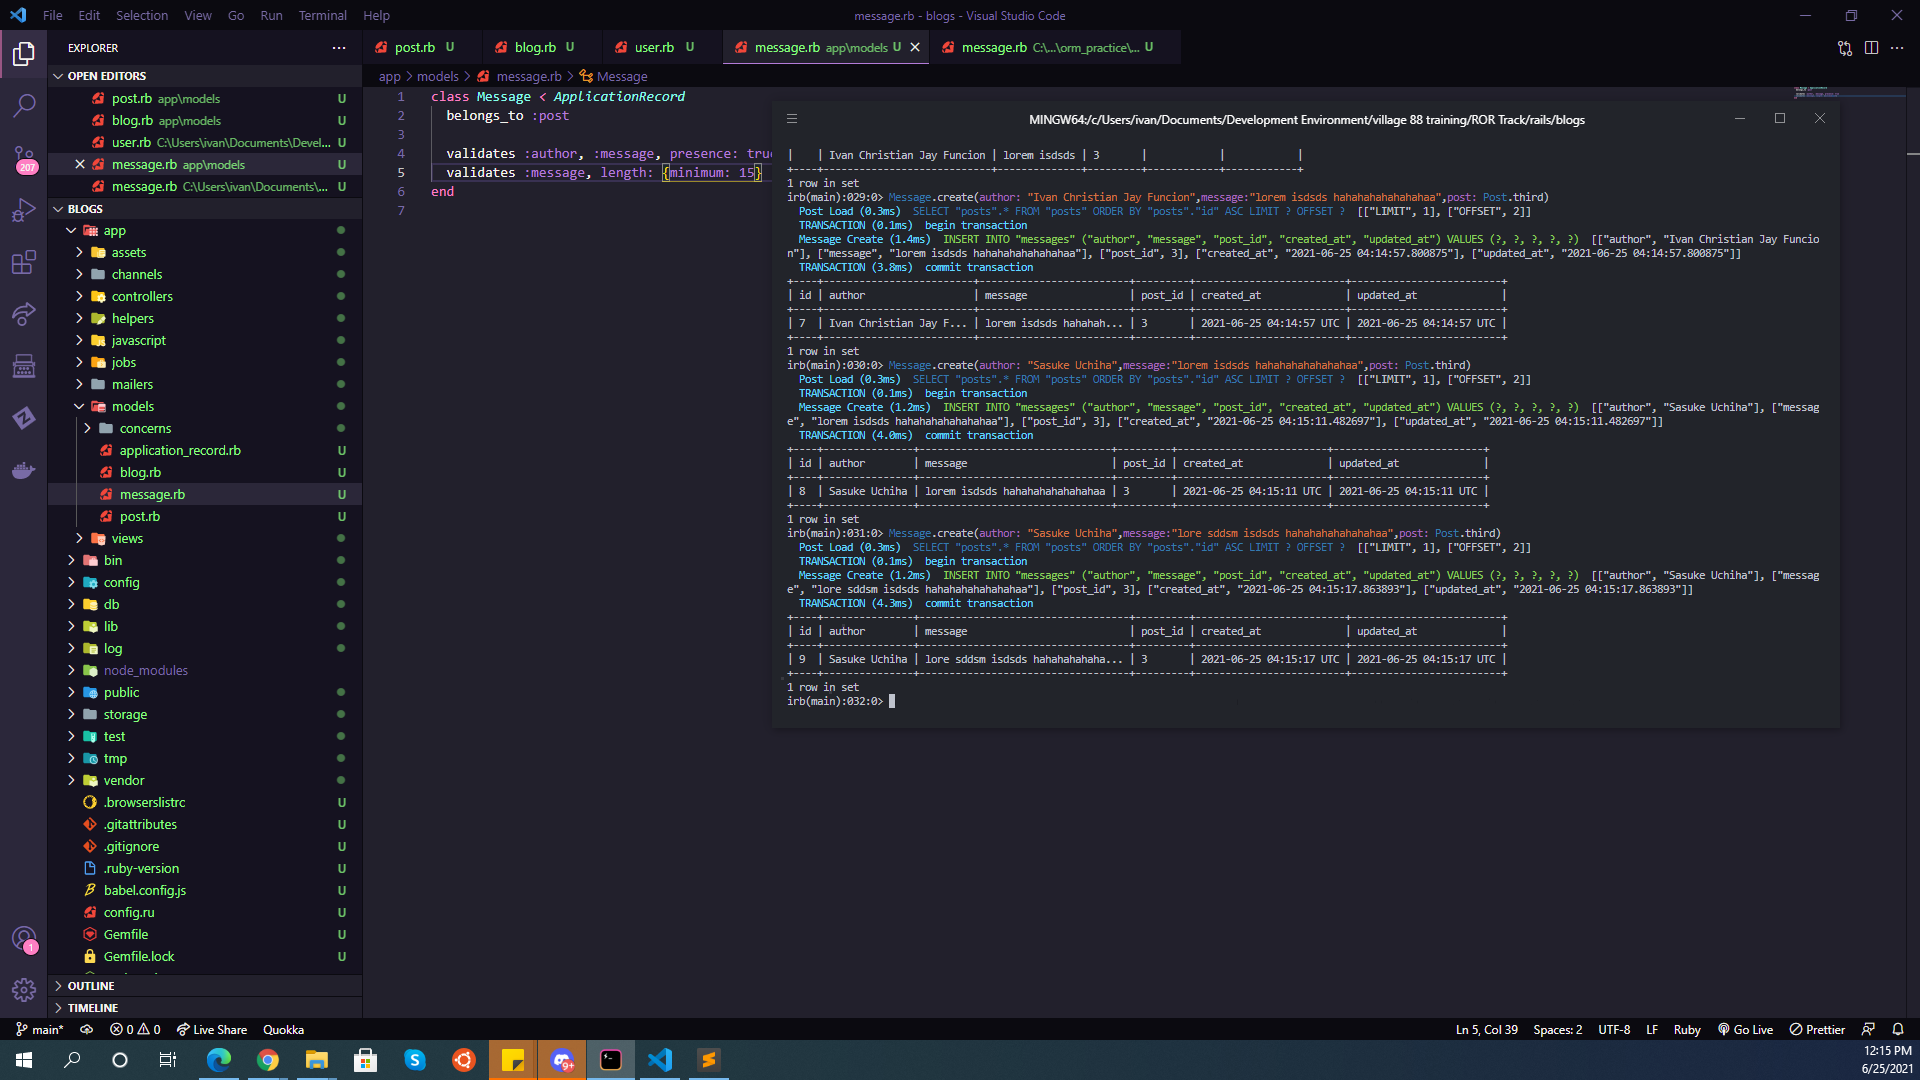 File Edit Selection View Go Run Terminal Help
message.rb - blogs - Visual Studio Code
EXPLORER
OPEN EDITORS
post.rb app\models U
blog.rb app\models U
user.rb C:\Users\ivan\Documents\Devel... U
message.rb app\models U
message.rb C:\Users\ivan\Documents\... U
BLOGS
app
assets
channels
controllers
helpers
javascript
jobs
mailers
models
concerns
application_record.rb U
blog.rb U
message.rb U
post.rb U
views
bin
config
db
lib
log
node_modules
public
storage
test
tmp
vendor
.browserslistrc U
.gitattributes U
.gitignore U
.ruby-version U
babel.config.js U
config.ru U
Gemfile U
Gemfile.lock U
OUTLINE
TIMELINE
207
1
post.rb U blog.rb U user.rb U message.rb app\models U message.rb C:\...\orm_practice\... U
app > models > message.rb > Message
1 class Message < ApplicationRecord
2 belongs_to :post
3
4 validates :author, :message, presence: true
5 validates :message, length: {minimum: 15}
6 end
7
MINGW64:/c/Users/ivan/Documents/Development Environment/village 88 training/ROR Track/rails/blogs
| | Ivan Christian Jay Funcion | lorem isdsds | 3 | | |
1 row in set
irb(main):029:0> Message.create(author: "Ivan Christian Jay Funcion",message:"lorem isdsds hahahahahahahahaa",post: Post.third)
Post Load (0.3ms) SELECT "posts".* FROM "posts" ORDER BY "posts"."id" ASC LIMIT ? OFFSET ? [["LIMIT", 1], ["OFFSET", 2]]
TRANSACTION (0.1ms) begin transaction
Message Create (1.4ms) INSERT INTO "messages" ("author", "message", "post_id", "created_at", "updated_at") VALUES (?, ?, ?, ?, ?) [["author", "Ivan Christian Jay Funcio
n"], ["message", "lorem isdsds hahahahahahahahaa"], ["post_id", 3], ["created_at", "2021-06-25 04:14:57.800875"], ["updated_at", "2021-06-25 04:14:57.800875"]]
TRANSACTION (3.8ms) commit transaction
| id | author | message | post_id | created_at | updated_at |
| 7 | Ivan Christian Jay F... | lorem isdsds hahahah... | 3 | 2021-06-25 04:14:57 UTC | 2021-06-25 04:14:57 UTC |
1 row in set
irb(main):030:0> Message.create(author: "Sasuke Uchiha",message:"lorem isdsds hahahahahahahahaa",post: Post.third)
Post Load (0.3ms) SELECT "posts".* FROM "posts" ORDER BY "posts"."id" ASC LIMIT ? OFFSET ? [["LIMIT", 1], ["OFFSET", 2]]
TRANSACTION (0.1ms) begin transaction
Message Create (1.2ms) INSERT INTO "messages" ("author", "message", "post_id", "created_at", "updated_at") VALUES (?, ?, ?, ?, ?) [["author", "Sasuke Uchiha"], ["messag
e", "lorem isdsds hahahahahahahahaa"], ["post_id", 3], ["created_at", "2021-06-25 04:15:11.482697"], ["updated_at", "2021-06-25 04:15:11.482697"]]
TRANSACTION (4.0ms) commit transaction
| id | author | message | post_id | created_at | updated_at |
| 8 | Sasuke Uchiha | lorem isdsds hahahahahahahahaa | 3 | 2021-06-25 04:15:11 UTC | 2021-06-25 04:15:11 UTC |
1 row in set
irb(main):031:0> Message.create(author: "Sasuke Uchiha",message:"lore sddsm isdsds hahahahahahahahaa",post: Post.third)
Post Load (0.3ms) SELECT "posts".* FROM "posts" ORDER BY "posts"."id" ASC LIMIT ? OFFSET ? [["LIMIT", 1], ["OFFSET", 2]]
TRANSACTION (0.1ms) begin transaction
Message Create (1.2ms) INSERT INTO "messages" ("author", "message", "post_id", "created_at", "updated_at") VALUES (?, ?, ?, ?, ?) [["author", "Sasuke Uchiha"], ["messag
e", "lore sddsm isdsds hahahahahahahahaa"], ["post_id", 3], ["created_at", "2021-06-25 04:15:17.863893"], ["updated_at", "2021-06-25 04:15:17.863893"]]
TRANSACTION (4.3ms) commit transaction
| id | author | message | post_id | created_at | updated_at |
| 9 | Sasuke Uchiha | lore sddsm isdsds hahahahahaha... | 3 | 2021-06-25 04:15:17 UTC | 2021-06-25 04:15:17 UTC |
1 row in set
irb(main):032:0>
main* 0 0 Live Share Quokka
Ln 5, Col 39 Spaces: 2 UTF-8 LF Ruby Go Live Prettier
9+
12:15 PM
6/25/2021